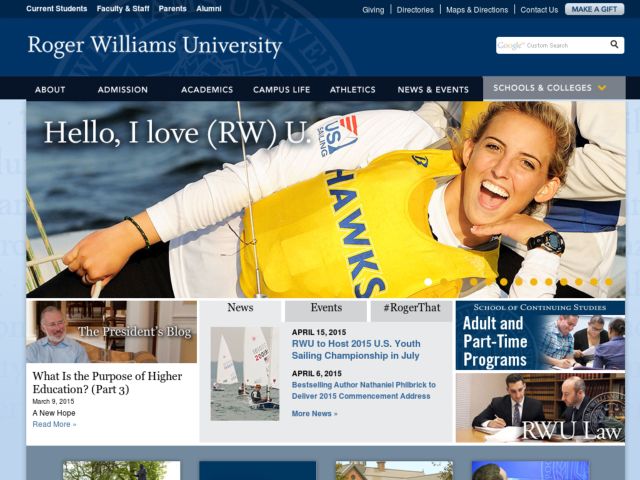 Current Students Faculty & Staff Parents Alumni
Giving Directories Maps & Directions Contact Us MAKE A GIFT
Roger Williams University
Google Custom Search
ABOUT ADMISSION ACADEMICS CAMPUS LIFE ATHLETICS NEWS & EVENTS SCHOOLS & COLLEGES
Hello, I love (RW) U.
USA
SAILING
HAWKS
The President's Blog
What Is the Purpose of Higher
Education? (Part 3)
March 9, 2015
A New Hope
Read More »
News Events #RogerThat
APRIL 15, 2015
RWU to Host 2015 U.S. Youth
Sailing Championship in July
APRIL 6, 2015
Bestselling Author Nathaniel Philbrick to
Deliver 2015 Commencement Address
More News »
School of Continuing Studies
Adult and
Part-Time
Programs
RWU Law